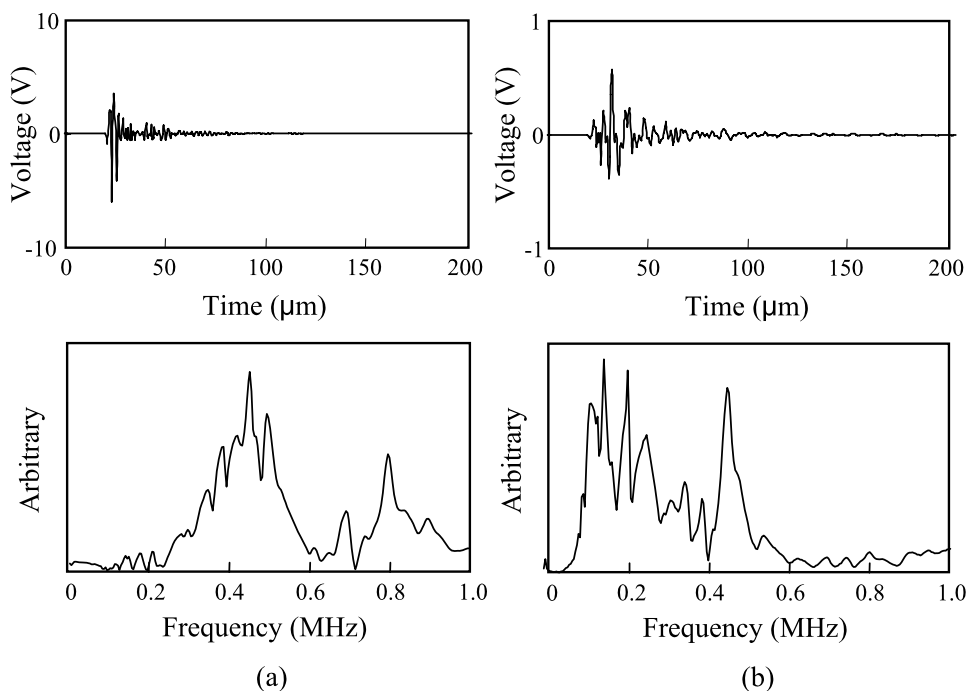 10
0
-10
Voltage (V)
0 50 100 150 200
Time (μm)
1
0
-1
Voltage (V)
0 50 100 150 200
Time (μm)
Arbitrary
0 0.2 0.4 0.6 0.8 1.0
Frequency (MHz)
(a)
Arbitrary
0 0.2 0.4 0.6 0.8 1.0
Frequency (MHz)
(b)